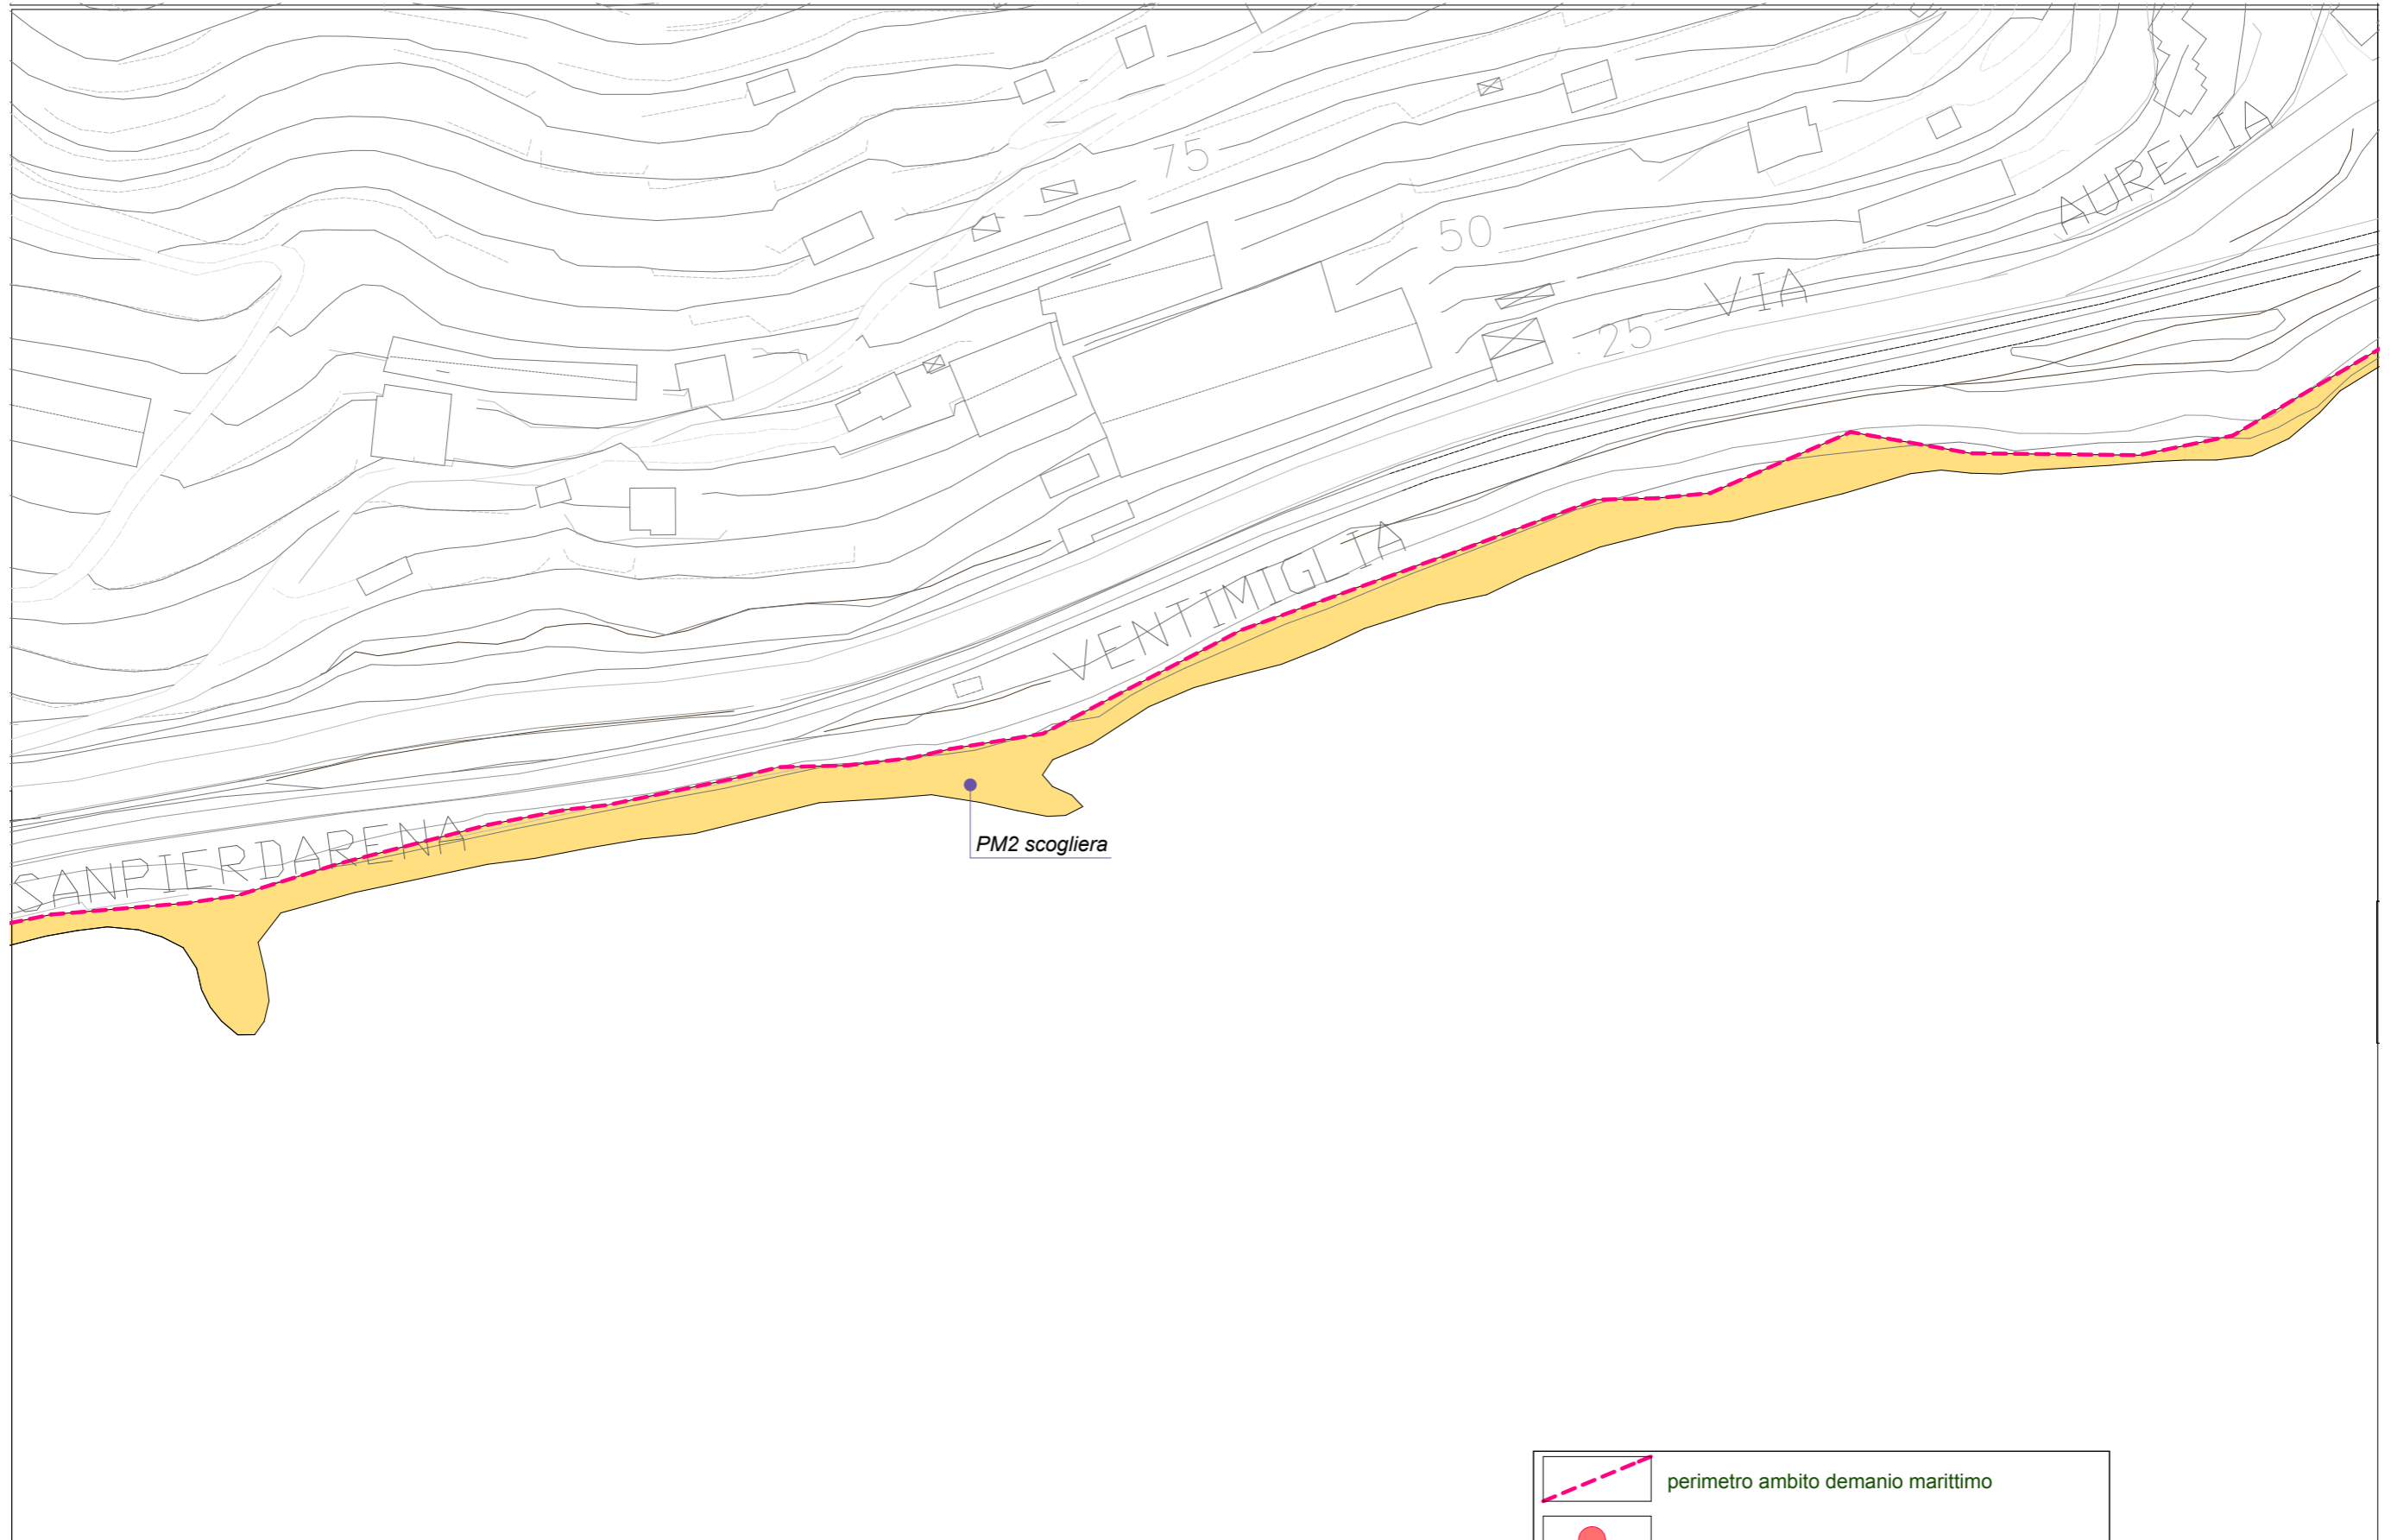 75
50
AURELIA
VIA
25
VENTIMIGLIA
PM2 scogliera
SANPIERDARENA
perimetro ambito demanio marittimo